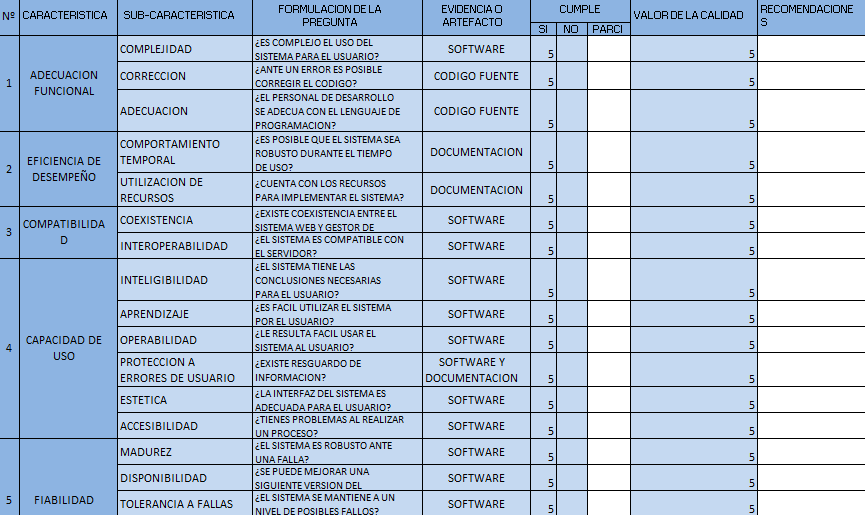 Nº CARACTERISTICA SUB-CARACTERISTICA FORMULACION DE LA PREGUNTA EVIDENCIA O ARTEFACTO CUMPLE VALOR DE LA CALIDAD RECOMENDACIONES
SI NO PARCI
1 ADECUACION FUNCIONAL
COMPLEJIDAD ¿ES COMPLEJO EL USO DEL SISTEMA PARA EL USUARIO? SOFTWARE 5 5
CORRECCION ¿ANTE UN ERROR ES POSIBLE CORREGIR EL CODIGO? CODIGO FUENTE 5 5
ADECUACION ¿EL PERSONAL DE DESARROLLO SE ADECUA CON EL LENGUAJE DE PROGRAMACION? CODIGO FUENTE 5 5
2 EFICIENCIA DE DESEMPEÑO
COMPORTAMIENTO TEMPORAL ¿ES POSIBLE QUE EL SISTEMA SEA ROBUSTO DURANTE EL TIEMPO DE USO? DOCUMENTACION 5 5
UTILIZACION DE RECURSOS ¿CUENTA CON LOS RECURSOS PARA IMPLEMENTAR EL SISTEMA? DOCUMENTACION 5 5
3 COMPATIBILIDAD
COEXISTENCIA ¿EXISTE COEXISTENCIA ENTRE EL SISTEMA WEB Y GESTOR DE SOFTWARE 5 5
INTEROPERABILIDAD ¿EL SISTEMA ES COMPATIBLE CON EL SERVIDOR? SOFTWARE 5 5
4 CAPACIDAD DE USO
INTELIGIBILIDAD ¿EL SISTEMA TIENE LAS CONCLUSIONES NECESARIAS PARA EL USUARIO? SOFTWARE 5 5
APRENDIZAJE ¿ES FACIL UTILIZAR EL SISTEMA POR EL USUARIO? SOFTWARE 5 5
OPERABILIDAD ¿LE RESULTA FACIL USAR EL SISTEMA AL USUARIO? SOFTWARE 5 5
PROTECCION A ERRORES DE USUARIO ¿EXISTE RESGUARDO DE INFORMACION? SOFTWARE Y DOCUMENTACION 5 5
ESTETICA ¿LA INTERFAZ DEL SISTEMA ES ADECUADA PARA EL USUARIO? SOFTWARE 5 5
ACCESIBILIDAD ¿TIENES PROBLEMAS AL REALIZAR UN PROCESO? SOFTWARE 5 5
5 FIABILIDAD
MADUREZ ¿EL SISTEMA ES ROBUSTO ANTE UNA FALLA? SOFTWARE 5 5
DISPONIBILIDAD ¿SE PUEDE MEJORAR UNA SIGUIENTE VERSION DEL SOFTWARE 5 5
TOLERANCIA A FALLAS ¿EL SISTEMA SE MANTIENE A UN NIVEL DE POSIBLES FALLOS? SOFTWARE 5 5